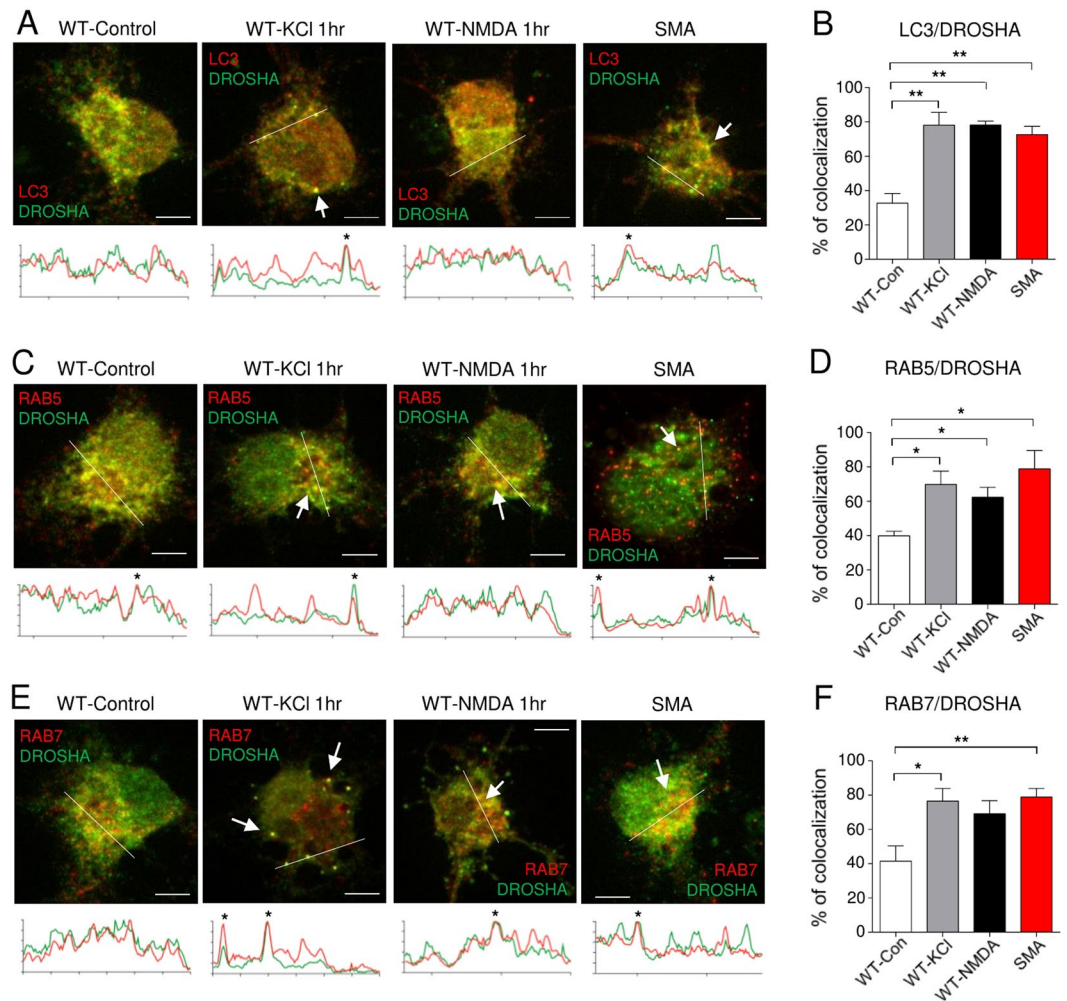 A
WT-Control
WT-KCl 1hr
WT-NMDA 1hr
SMA
LC3
DROSHA
LC3
DROSHA
LC3
DROSHA
LC3
DROSHA
*
*
B
LC3/DROSHA
**
**
**
% of colocalization
100
80
60
40
20
0
WT-Con
WT-KCl
WT-NMDA
SMA
C
WT-Control
WT-KCl 1hr
WT-NMDA 1hr
SMA
RAB5
DROSHA
RAB5
DROSHA
RAB5
DROSHA
RAB5
DROSHA
*
*
*
*
D
RAB5/DROSHA
*
*
*
% of colocalization
100
80
60
40
20
0
WT-Con
WT-KCl
WT-NMDA
SMA
E
WT-Control
WT-KCl 1hr
WT-NMDA 1hr
SMA
RAB7
DROSHA
RAB7
DROSHA
RAB7
DROSHA
RAB7
DROSHA
*
*
*
*
F
RAB7/DROSHA
**
*
% of colocalization
100
80
60
40
20
0
WT-Con
WT-KCl
WT-NMDA
SMA